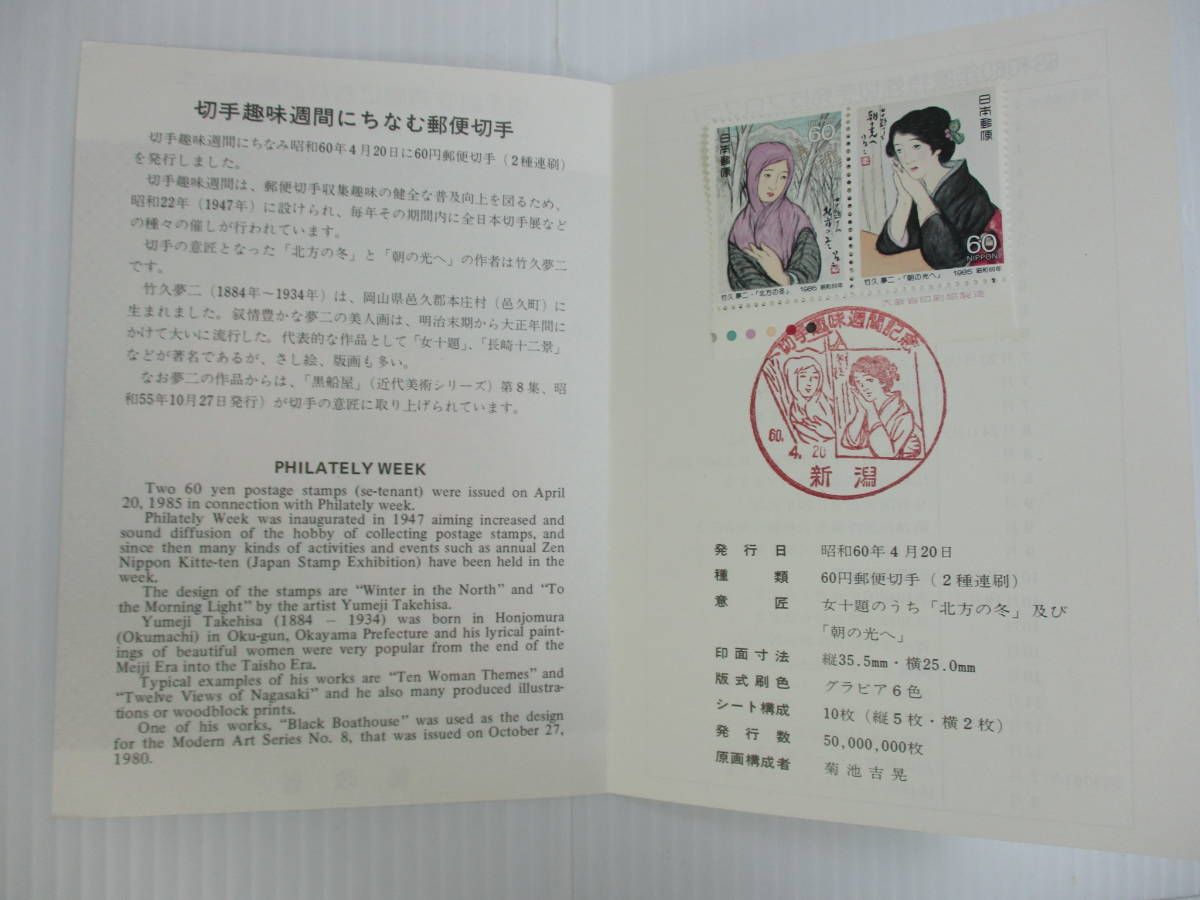 切手趣味週間にちなむ郵便切手
切手趣味週間にちなみ昭和60年4月20日に60円郵便切手（2種連刷）
を発行しました。
切手趣味週間は、郵便切手収集趣味の健全な普及向上を図るため、
昭和22年（1947年）に設けられ、毎年その期間内に全日本切手展など
の種々の催しが行われています。
切手の意匠となった「北方の冬」と「朝の光へ」の作者は竹久夢二
です。
竹久夢二（1884年〜1934年）は、岡山県邑久郡本庄村（邑久町）に
生まれました。叙情豊かな夢二の美人画は、明治末期から大正年間に
かけて大いに流行した。代表的な作品として「女十題」、「長崎十二景」
などが著名であるが、さし絵、版画も多い。
なお夢二の作品からは、「黒船屋」（近代美術シリーズ）第8集、昭
和55年10月27日発行）が切手の意匠に取り上げられています。
PHILATELY WEEK
Two 60 yen postage stamps (se-tenant) were issued on April
20, 1985 in connection with Philately week.
Philately Week was inaugurated in 1947 aiming increased and
sound diffusion of the hobby of collecting postage stamps, and
since then many kinds of activities and events such as annual Zen
Nippon Kitte-ten (Japan Stamp Exhibition) have been held in the
week.
The design of the stamps are "Winter in the North" and "To
the Morning Light" by the artist Yumeji Takehisa.
Yumeji Takehisa (1884 – 1934) was born in Honjomura
(Okumachi) in Oku-gun, Okayama Prefecture and his lyrical paint-
ings of beautiful women were very popular from the end of the
Meiji Era into the Taisho Era.
Typical examples of his works are "Ten Woman Themes" and
"Twelve Views of Nagasaki" and he also many produced illustra-
tions or woodblock prints.
One of his works, "Black Boathouse" was used as the design
for the Modern Art Series No. 8, that was issued on October 27,
1980.
NIPPON
60
日本郵便
北方の冬
竹久 夢二・「北方の冬」 1985 昭和60年
日本郵便
朝の光へ
60
NIPPON
竹久 夢二・「朝の光へ」 1985 昭和60年
大蔵省印刷局製造
切手趣味週間記念
60.
4. 20
新潟
発行日 昭和60年4月20日
種類 60円郵便切手（2種連刷）
意匠 女十題のうち「北方の冬」及び
「朝の光へ」
印面寸法 縦35.5mm・横25.0mm
版式刷色 グラビア6色
シート構成 10枚（縦5枚・横2枚）
発行数 50,000,000枚
原画構成者 菊池吉晃